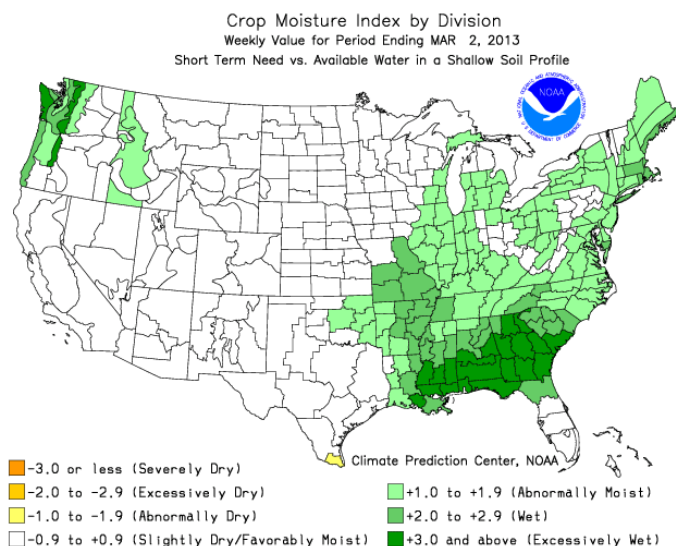 Crop Moisture Index by Division
Weekly Value for Period Ending MAR 2, 2013
Short Term Need vs. Available Water in a Shallow Soil Profile
NOAA
Climate Prediction Center, NOAA
-3.0 or less (Severely Dry)
-2.0 to -2.9 (Excessively Dry)
-1.0 to -1.9 (Abnormally Dry)
-0.9 to +0.9 (Slightly Dry/Favorably Moist)
+1.0 to +1.9 (Abnormally Moist)
+2.0 to +2.9 (Wet)
+3.0 and above (Excessively Wet)